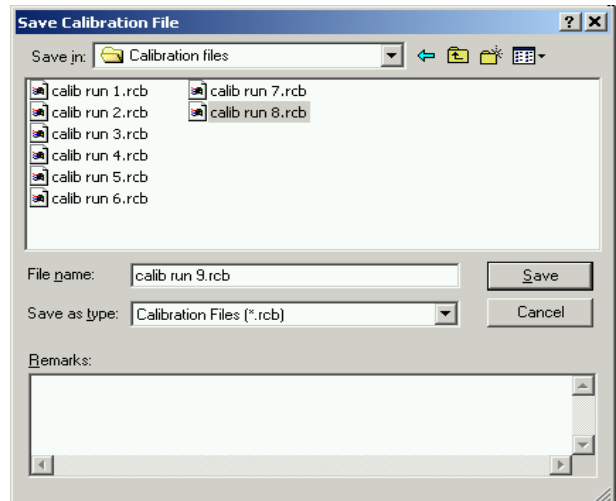 Save Calibration File
Save in: Calibration files
calib run 1.rcb
calib run 2.rcb
calib run 3.rcb
calib run 4.rcb
calib run 5.rcb
calib run 6.rcb
calib run 7.rcb
calib run 8.rcb
File name: calib run 9.rcb
Save
Save as type: Calibration Files (*.rcb)
Cancel
Remarks: